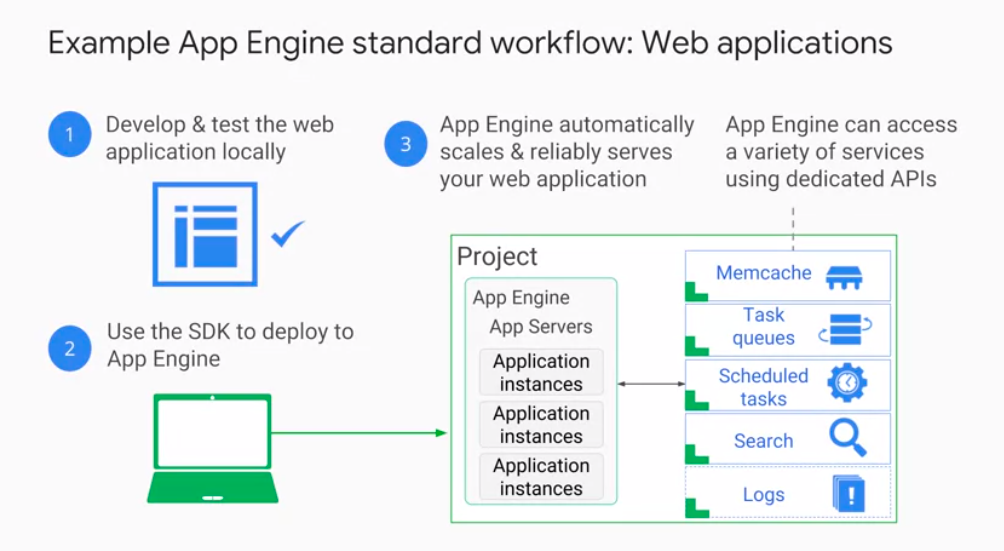 Example App Engine standard workflow: Web applications
1
Develop & test the web
application locally
2
Use the SDK to deploy to
App Engine
3
App Engine automatically
scales & reliably serves
your web application
App Engine can access
a variety of services
using dedicated APIs
Project
App Engine
App Servers
Application
instances
Application
instances
Application
instances
Memcache
Task
queues
Scheduled
tasks
Search
Logs
!